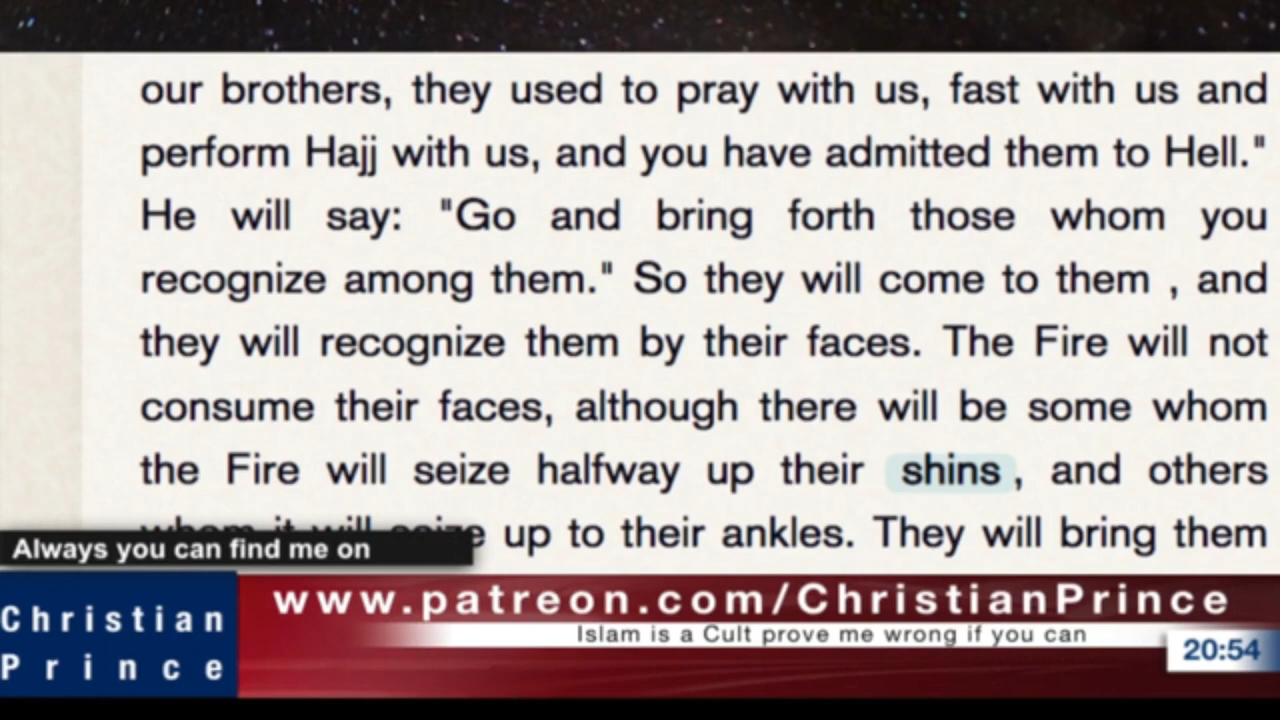 our brothers, they used to pray with us, fast with us and
perform Hajj with us, and you have admitted them to Hell."
He will say: "Go and bring forth those whom you
recognize among them." So they will come to them , and
they will recognize them by their faces. The Fire will not
consume their faces, although there will be some whom
the Fire will seize halfway up their shins , and others
whom it will seize up to their ankles. They will bring them
Always you can find me on
Christian
Prince
www.patreon.com/ChristianPrince
Islam is a Cult prove me wrong if you can
20:54